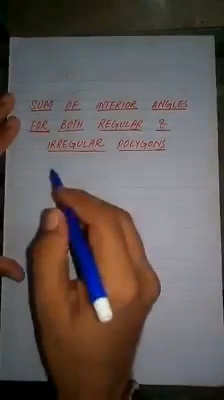 SUM OF INTERIOR ANGLES
FOR BOTH REGULAR &
IRREGULAR POLYGONS